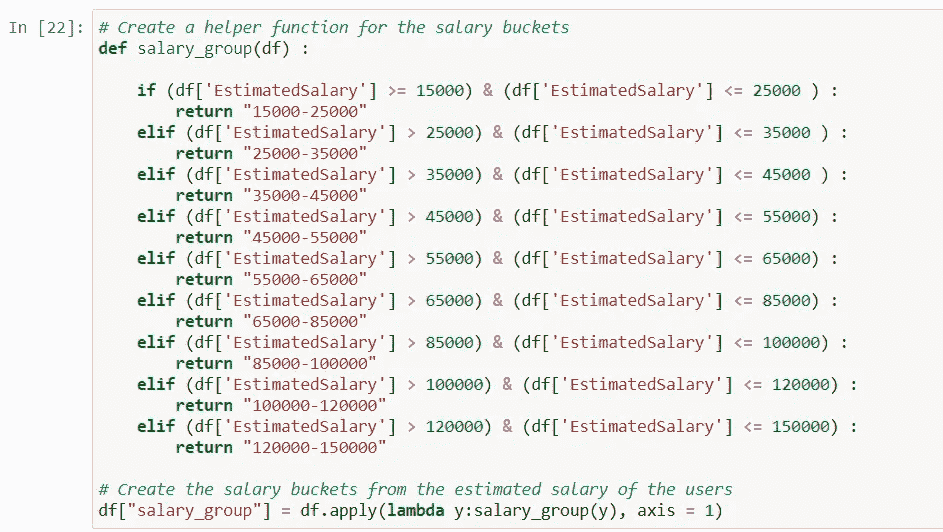 In [22]: # Create a helper function for the salary buckets
def salary_group(df) :
if (df['EstimatedSalary'] >= 15000) & (df['EstimatedSalary'] <= 25000 ) :
return "15000-25000"
elif (df['EstimatedSalary'] > 25000) & (df['EstimatedSalary'] <= 35000 ) :
return "25000-35000"
elif (df['EstimatedSalary'] > 35000) & (df['EstimatedSalary'] <= 45000 ) :
return "35000-45000"
elif (df['EstimatedSalary'] > 45000) & (df['EstimatedSalary'] <= 55000) :
return "45000-55000"
elif (df['EstimatedSalary'] > 55000) & (df['EstimatedSalary'] <= 65000) :
return "55000-65000"
elif (df['EstimatedSalary'] > 65000) & (df['EstimatedSalary'] <= 85000) :
return "65000-85000"
elif (df['EstimatedSalary'] > 85000) & (df['EstimatedSalary'] <= 100000) :
return "85000-100000"
elif (df['EstimatedSalary'] > 100000) & (df['EstimatedSalary'] <= 120000) :
return "100000-120000"
elif (df['EstimatedSalary'] > 120000) & (df['EstimatedSalary'] <= 150000) :
return "120000-150000"
# Create the salary buckets from the estimated salary of the users
df["salary_group"] = df.apply(lambda y:salary_group(y), axis = 1)